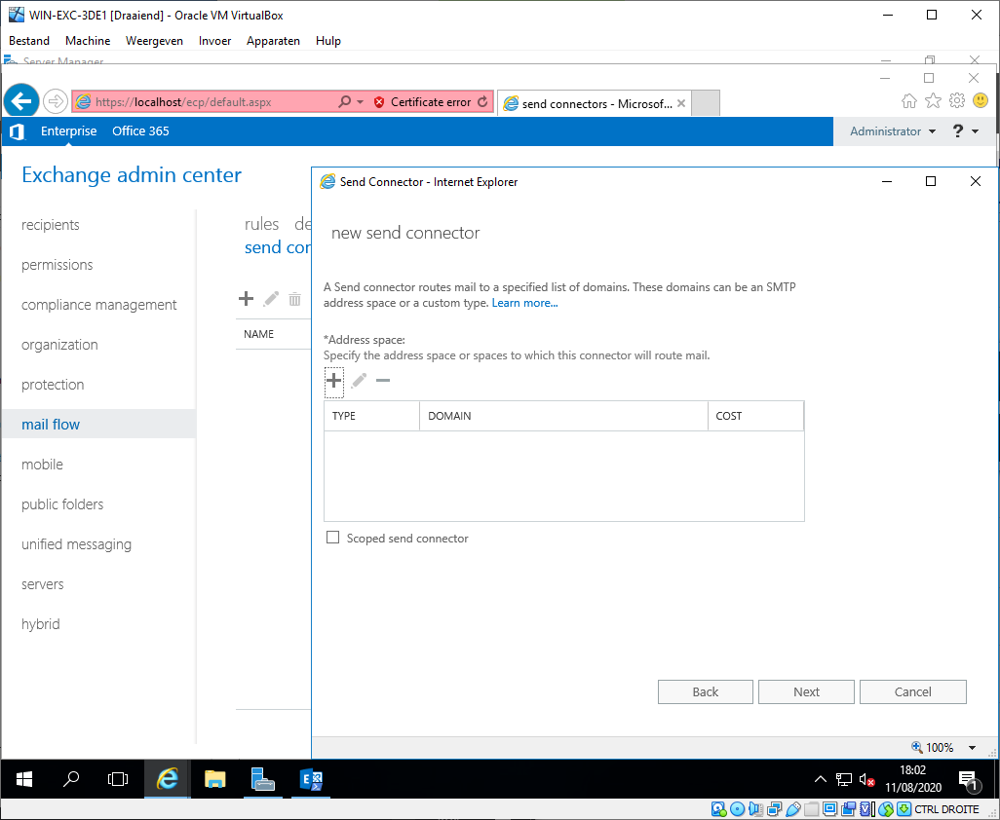 WIN-EXC-3DE1 [Draaiend] - Oracle VM VirtualBox
Bestand Machine Weergeven Invoer Apparaten Hulp
Server Manager
https://localhost/ecp/default.aspx Certificate error send connectors - Microsof...
Enterprise Office 365 Administrator ?
Exchange admin center
Send Connector - Internet Explorer
recipients
permissions
compliance management
organization
protection
mail flow
mobile
public folders
unified messaging
servers
hybrid
rules de
send cor
NAME
new send connector
A Send connector routes mail to a specified list of domains. These domains can be an SMTP
address space or a custom type. Learn more...
*Address space:
Specify the address space or spaces to which this connector will route mail.
TYPE DOMAIN COST
Scoped send connector
Back Next Cancel
100%
18:02
11/08/2020
1
CTRL DROITE